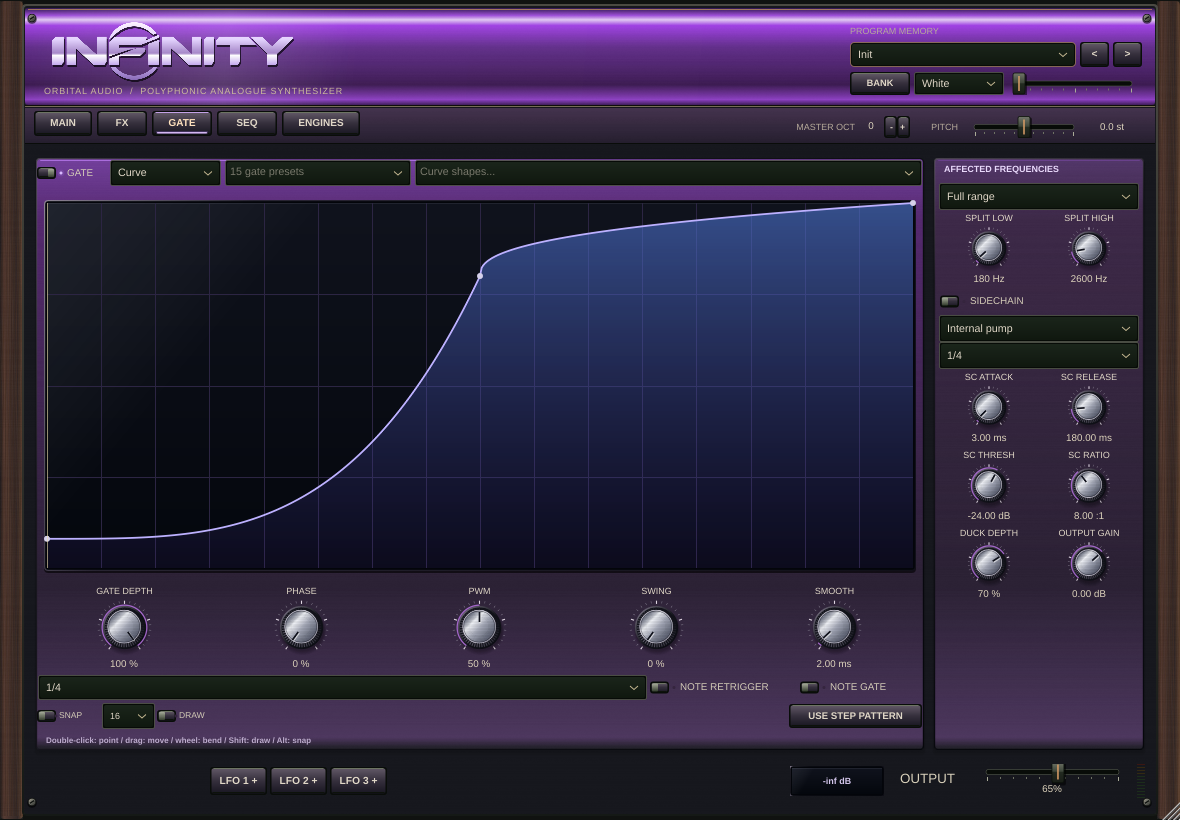 INFINITY
ORBITAL AUDIO / POLYPHONIC ANALOGUE SYNTHESIZER
PROGRAM MEMORY
Init
< >
BANK White
MAIN FX GATE SEQ ENGINES
MASTER OCT 0 - + PITCH 0.0 st
GATE Curve 15 gate presets Curve shapes...
AFFECTED FREQUENCIES
Full range
SPLIT LOW SPLIT HIGH
180 Hz 2600 Hz
SIDECHAIN
Internal pump
1/4
SC ATTACK SC RELEASE
3.00 ms 180.00 ms
SC THRESH SC RATIO
-24.00 dB 8.00 :1
DUCK DEPTH OUTPUT GAIN
70 % 0.00 dB
GATE DEPTH PHASE PWM SWING SMOOTH
100 % 0 % 50 % 0 % 2.00 ms
1/4 NOTE RETRIGGER NOTE GATE
SNAP 16 DRAW USE STEP PATTERN
Double-click: point / drag: move / wheel: bend / Shift: draw / Alt: snap
LFO 1 + LFO 2 + LFO 3 + -inf dB OUTPUT
65%